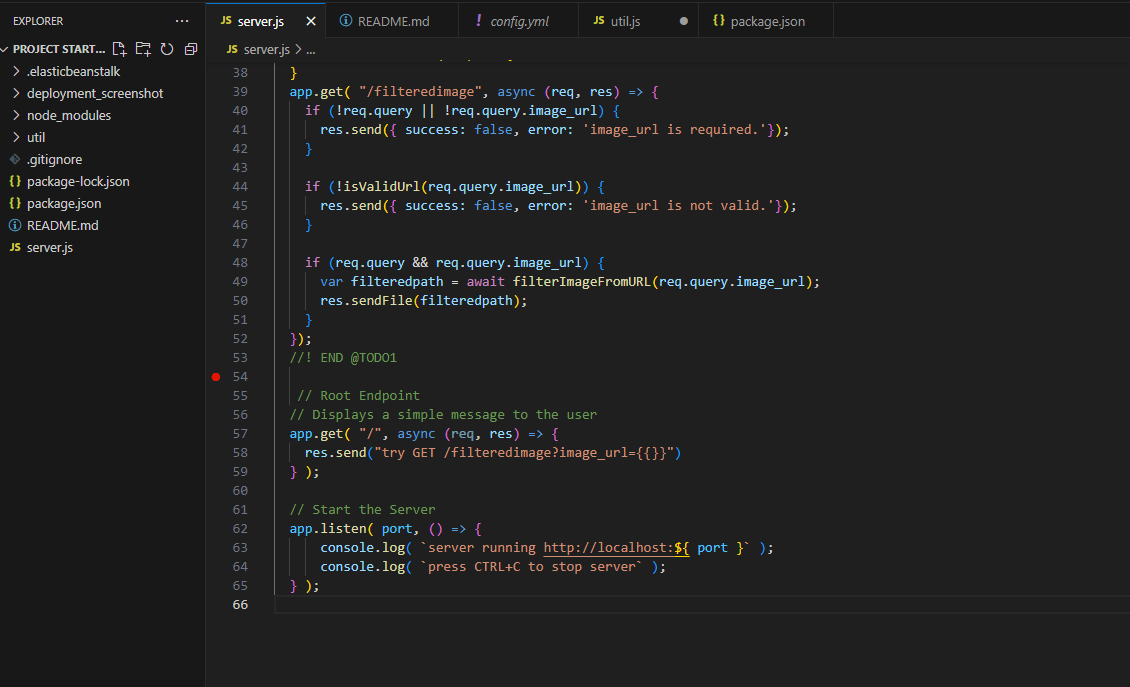 EXPLORER
PROJECT START...
.elasticbeanstalk
deployment_screenshot
node_modules
util
.gitignore
{} package-lock.json
{} package.json
README.md
JS server.js
JS server.js
README.md
! config.yml
JS util.js
{} package.json
JS server.js > ...
38 }
39 app.get( "/filteredimage", async (req, res) => {
40 if (!req.query || !req.query.image_url) {
41 res.send({ success: false, error: 'image_url is required.'});
42 }
43
44 if (!isValidUrl(req.query.image_url)) {
45 res.send({ success: false, error: 'image_url is not valid.'});
46 }
47
48 if (req.query && req.query.image_url) {
49 var filteredpath = await filterImageFromURL(req.query.image_url);
50 res.sendFile(filteredpath);
51 }
52 });
53 //! END @TODO1
54
55 // Root Endpoint
56 // Displays a simple message to the user
57 app.get( "/", async (req, res) => {
58 res.send("try GET /filteredimage?image_url={{}}")
59 } );
60
61 // Start the Server
62 app.listen( port, () => {
63 console.log( `server running http://localhost:${ port }` );
64 console.log( `press CTRL+C to stop server` );
65 } );
66